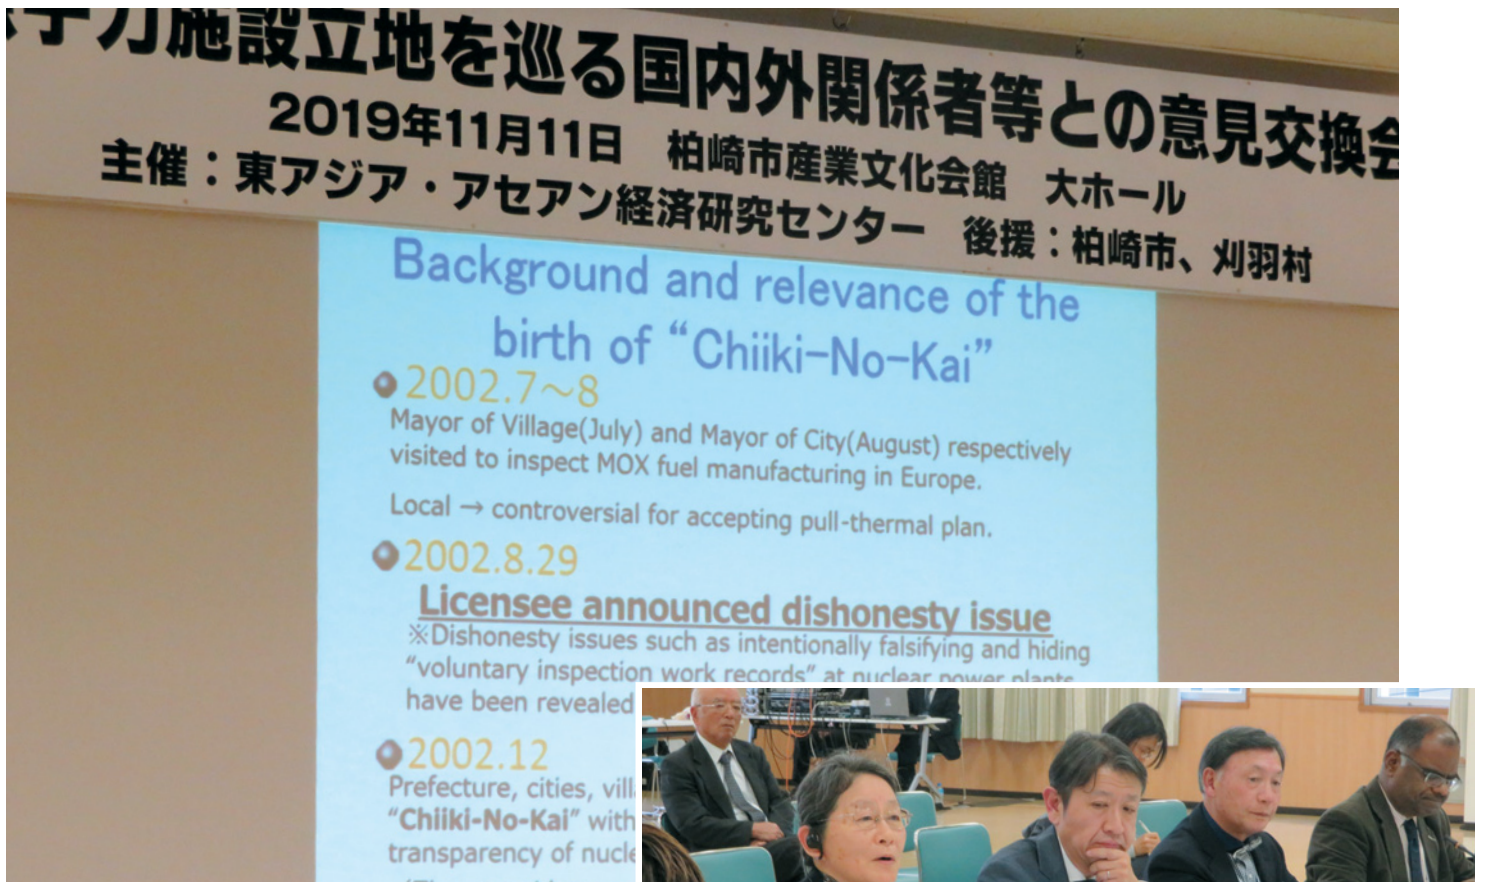 子力施設立地を巡る国内外関係者等との意見交換会
2019年11月11日 柏崎市産業文化会館 大ホール
主催：東アジア・アセアン経済研究センター 後援：柏崎市、刈羽村
Background and relevance of the
birth of “Chiiki-No-Kai”
2002.7～8
Mayor of Village(July) and Mayor of City(August) respectively
visited to inspect MOX fuel manufacturing in Europe.
Local → controversial for accepting pull-thermal plan.
2002.8.29
Licensee announced dishonesty issue
※Dishonesty issues such as intentionally falsifying and hiding
“voluntary inspection work records” at nuclear power plants
have been revealed
2002.12
Prefecture, cities, vill
“Chiiki-No-Kai” with
transparency of nucle